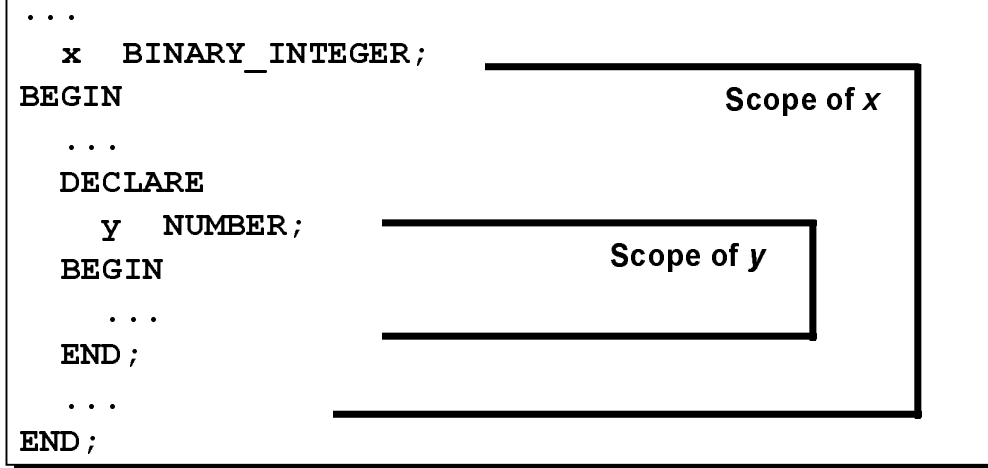 ...
x BINARY_INTEGER;
BEGIN
Scope of x
...
DECLARE
y NUMBER;
Scope of y
BEGIN
...
END;
...
END;